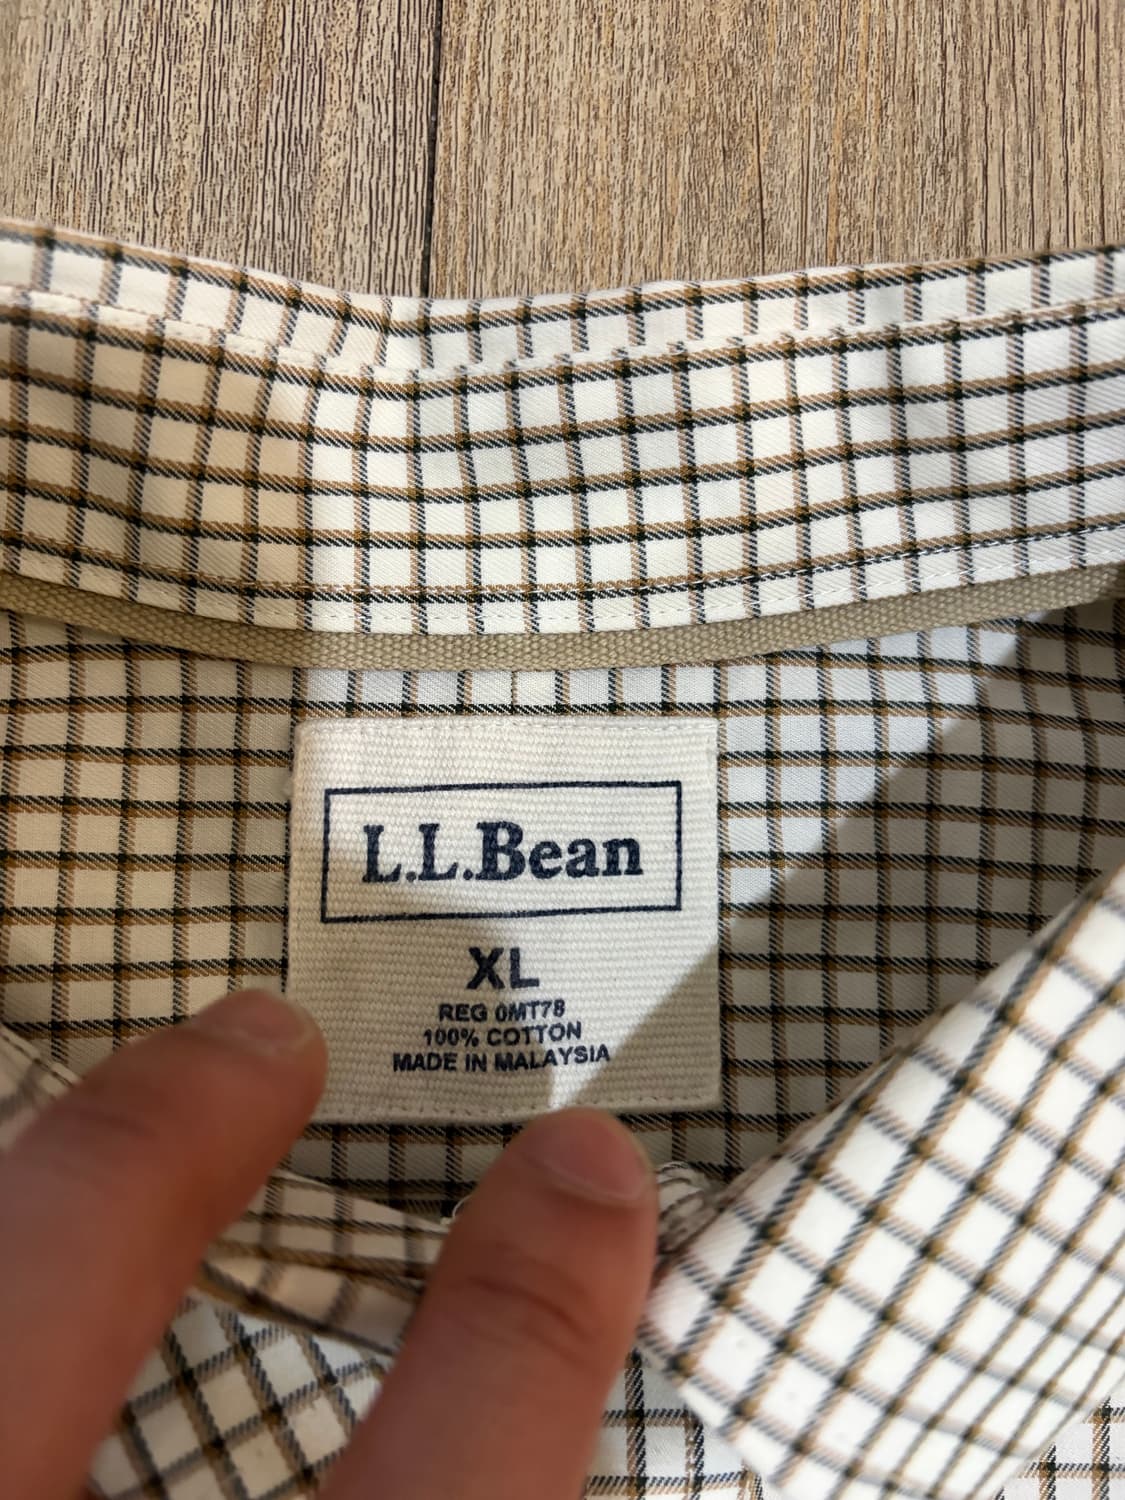 L.L.Bean
XL
REG 0MT78
100% COTTON
MADE IN MALAYSIA